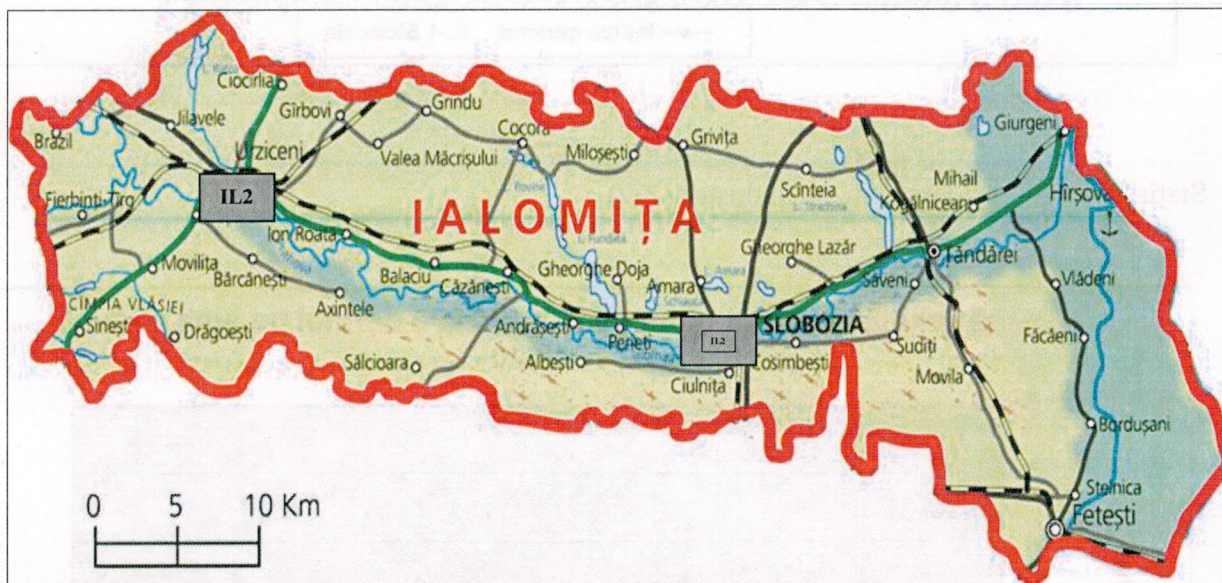 Ciocîrlia
Jilavele
Brazil
Gîrbovi
Grindu
Urziceni
Valea Măcrișului
Cocora
Miloșești
Grivița
Giurgeni
Scînteia
Mihail
Kogălniceanu
Hîrșova
Fierbinți-Tîrg
IL2
IALOMIȚA
Ion Roată
Movilița
Bărcănești
Balaciu
Căzănești
Gheorghe Doja
Amara
Gheorghe Lazăr
Țăndărei
Săveni
Vlădeni
CÎMPIA VLĂSIEI
Axintele
Sinești
Drăgoești
Andrășești
Perieți
IL2
SLOBOZIA
Cosîmbești
Sudiți
Făcăeni
Sălcioara
Albești
Ciulnița
Movila
Bordușani
Stelnica
Fetești
0 5 10 Km